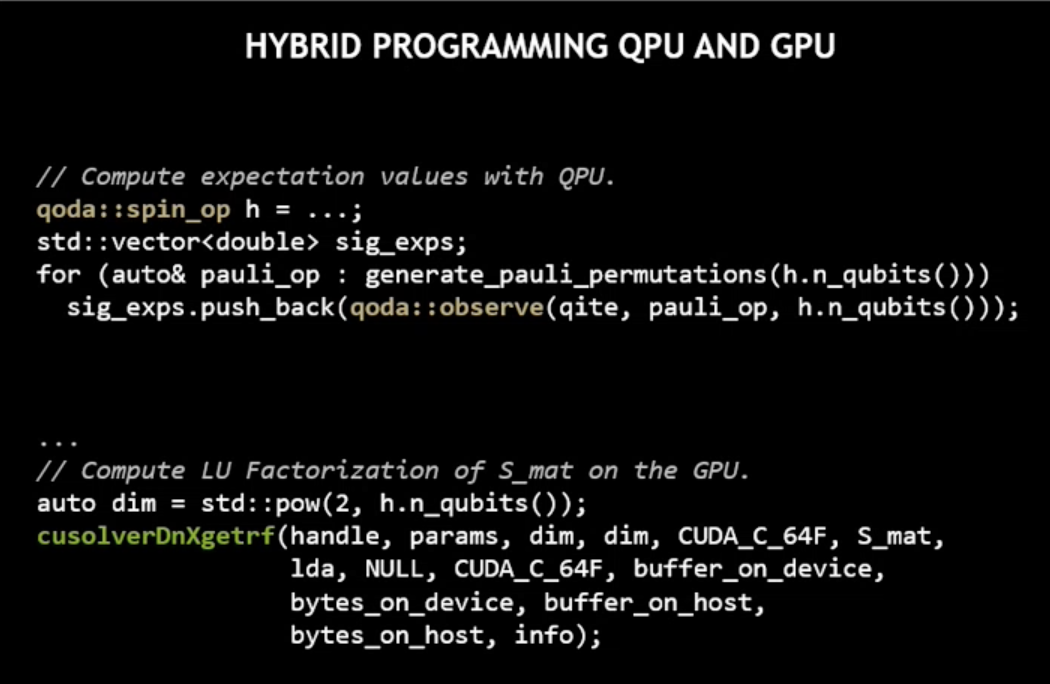 HYBRID PROGRAMMING QPU AND GPU
// Compute expectation values with QPU.
qoda::spin_op h = ...;
std::vector<double> sig_exps;
for (auto& pauli_op : generate_pauli_permutations(h.n_qubits()))
  sig_exps.push_back(qoda::observe(qite, pauli_op, h.n_qubits()));
...
// Compute LU Factorization of S_mat on the GPU.
auto dim = std::pow(2, h.n_qubits());
cusolverDnXgetrf(handle, params, dim, dim, CUDA_C_64F, S_mat,
                 lda, NULL, CUDA_C_64F, buffer_on_device,
                 bytes_on_device, buffer_on_host,
                 bytes_on_host, info);